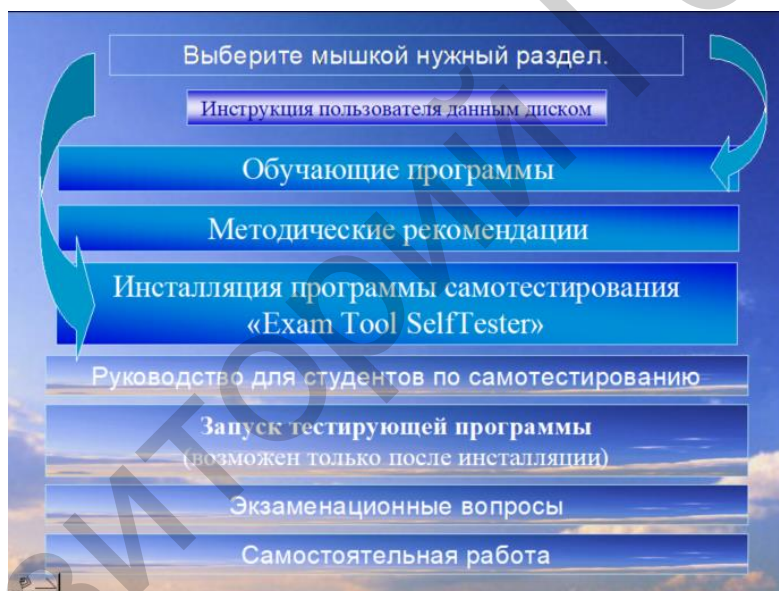 Выберите мышкой нужный раздел.
Инструкция пользователя данным диском
Обучающие программы
Методические рекомендации
Инсталляция программы самотестирования
«Exam Tool SelfTester»
Руководство для студентов по самотестированию
Запуск тестирующей программы
(возможен только после инсталляции)
Экзаменационные вопросы
Самостоятельная работа